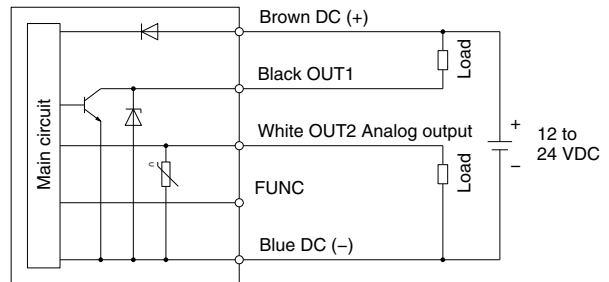 Main circuit
Brown DC (+)
Load
Black OUT1
White OUT2 Analog output
Load
FUNC
Blue DC (−)
+
−
12 to
24 VDC